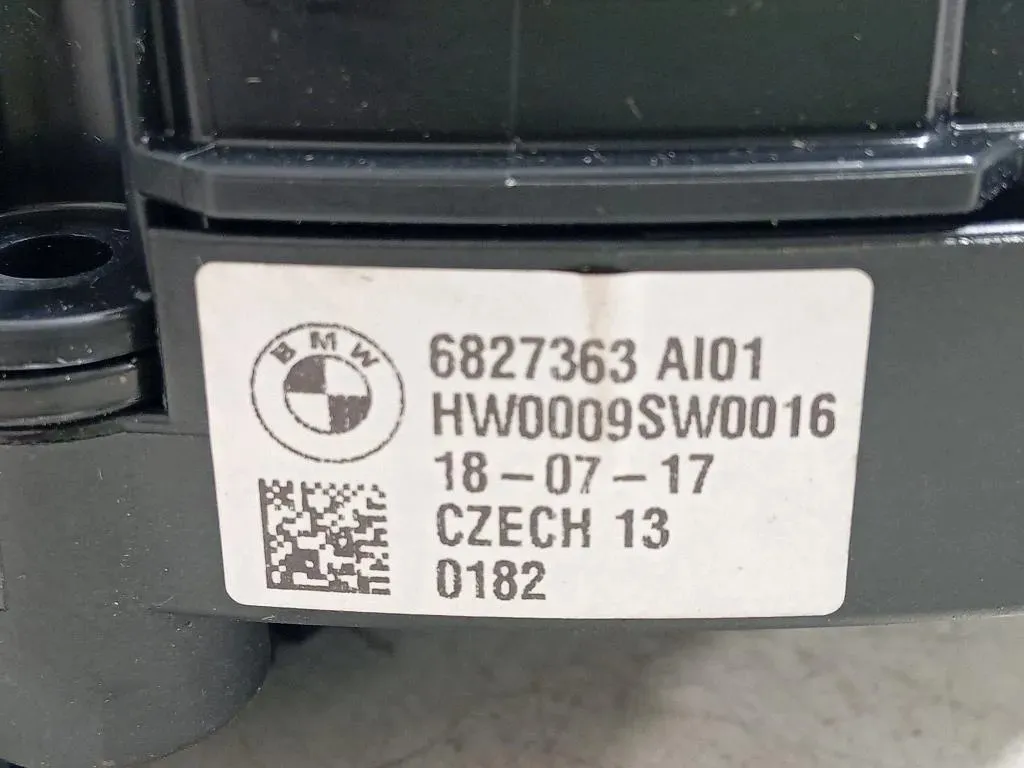 BMW
6827363 AI01
HW0009SW0016
18-07-17
CZECH 13
0182